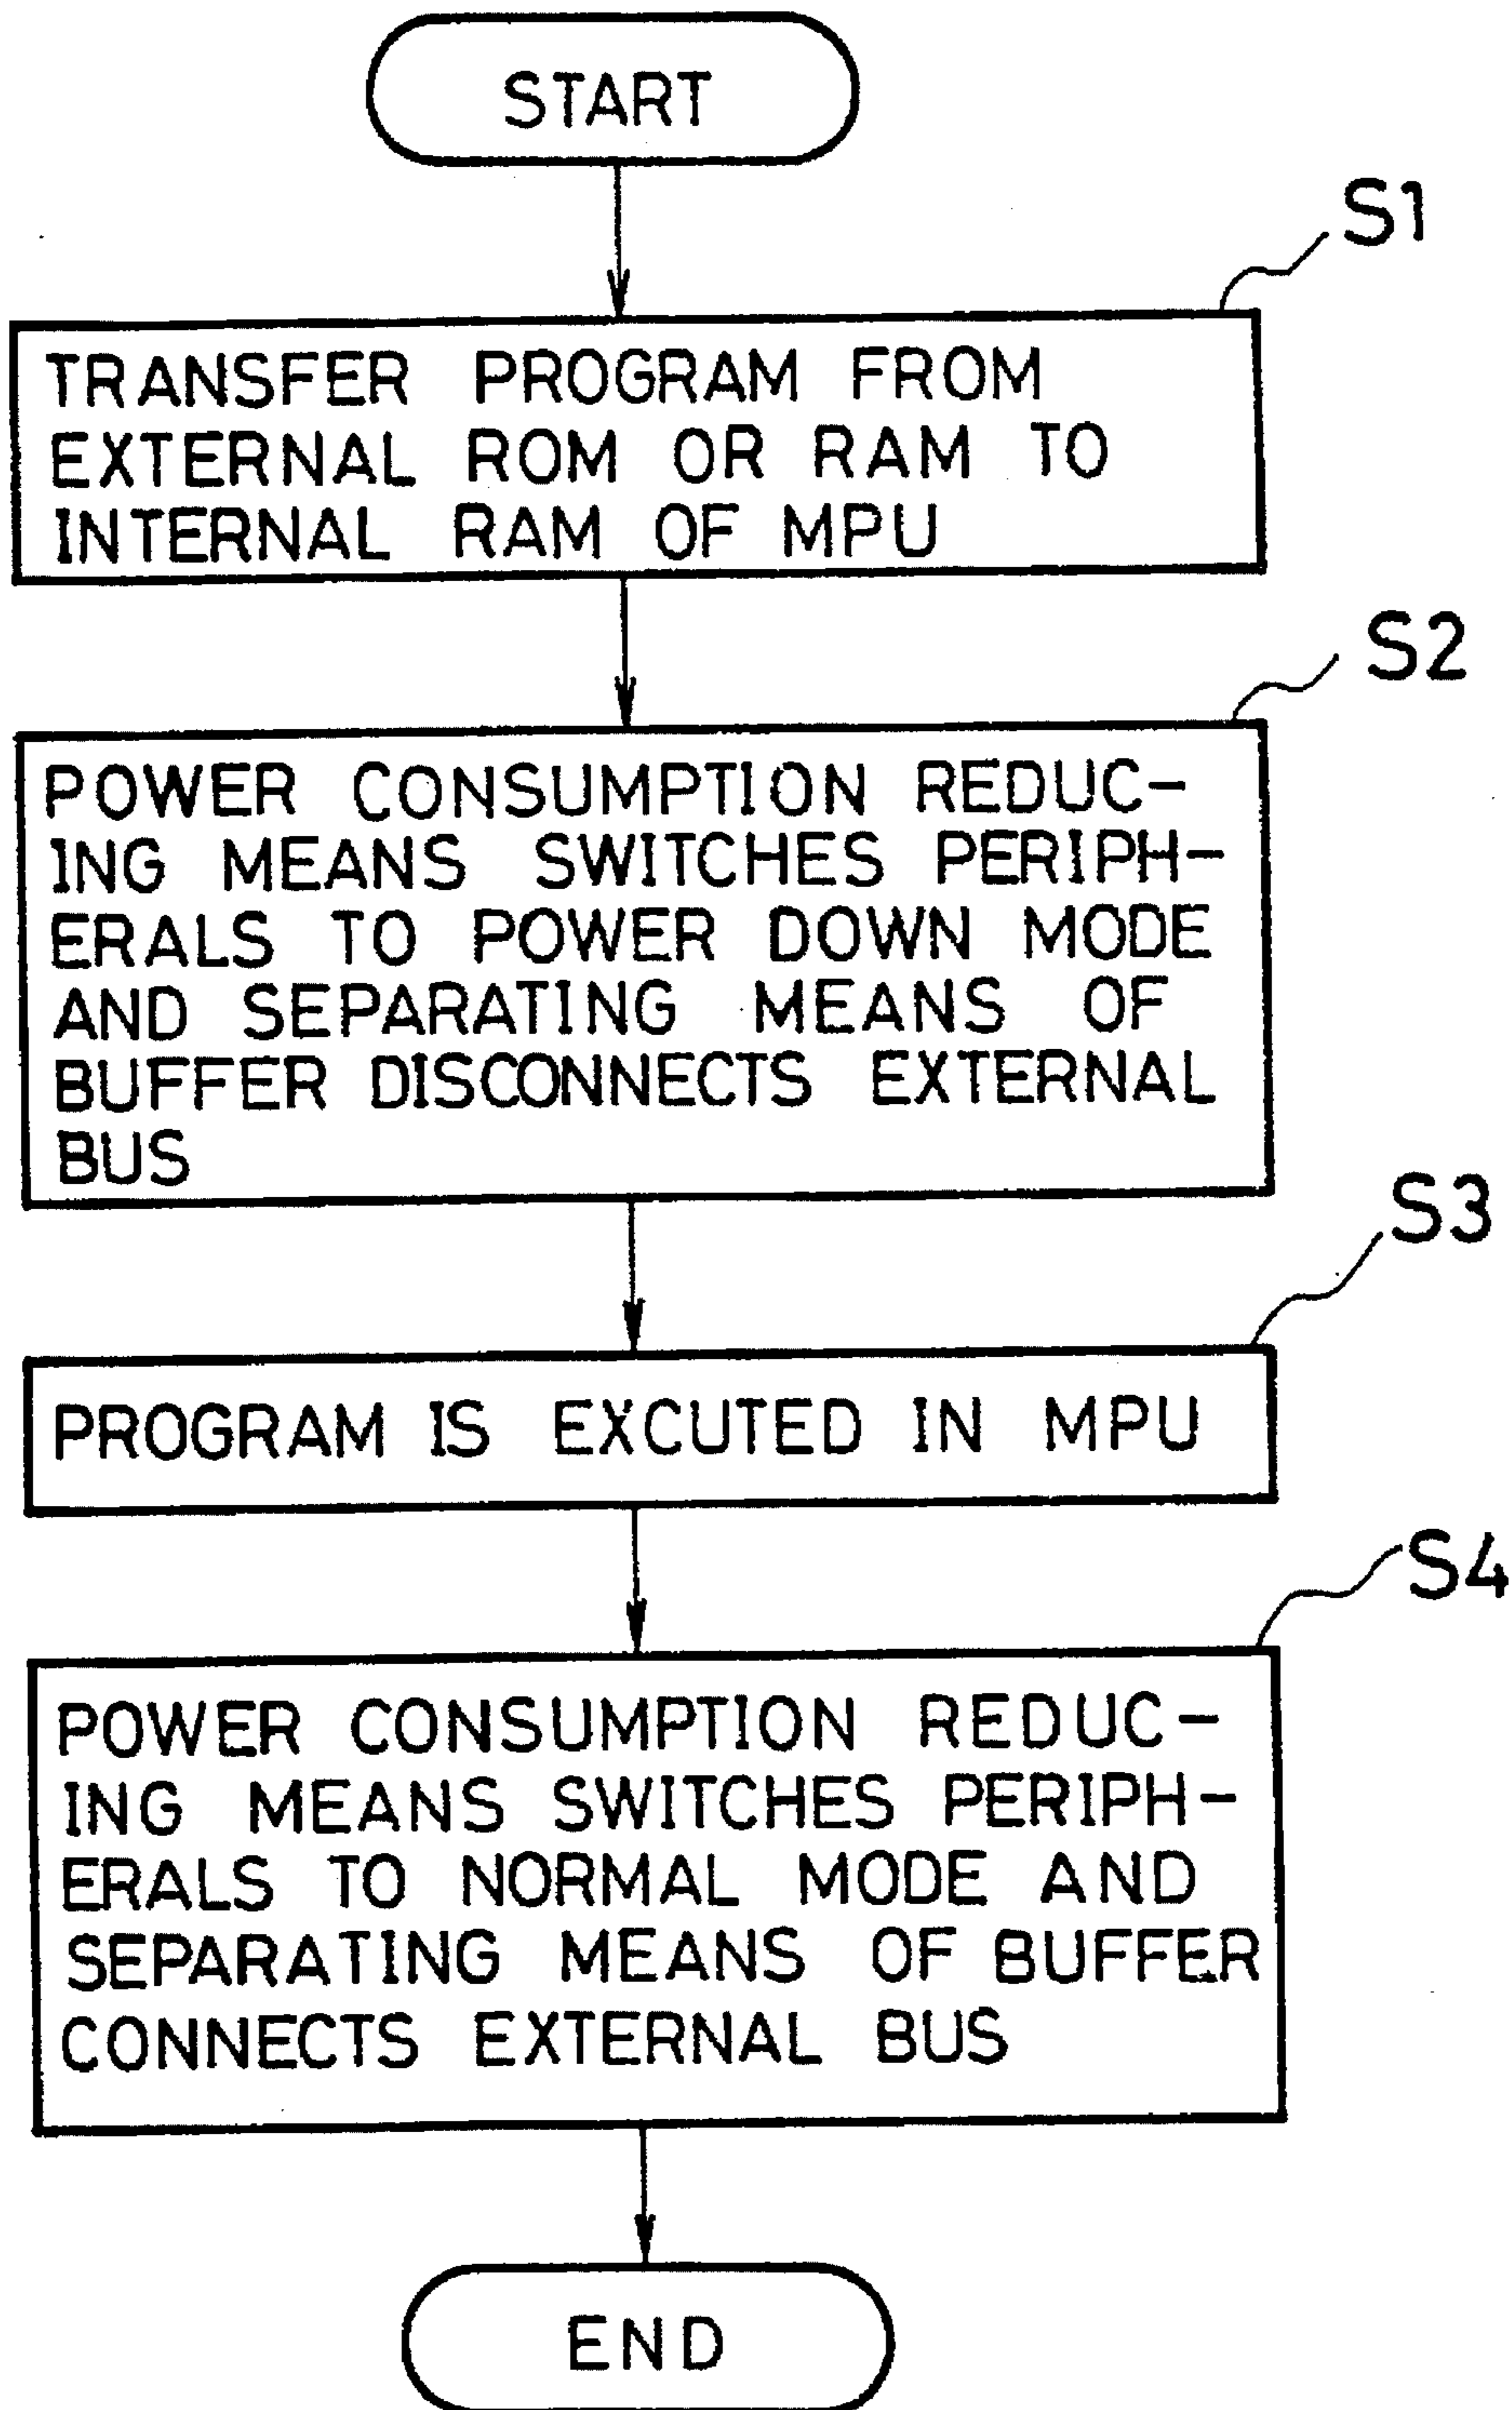 START
S1
TRANSFER PROGRAM FROM
EXTERNAL ROM OR RAM TO
INTERNAL RAM OF MPU
S2
POWER CONSUMPTION REDUC-
ING MEANS SWITCHES PERIPH-
ERALS TO POWER DOWN MODE
AND SEPARATING MEANS OF
BUFFER DISCONNECTS EXTERNAL
BUS
S3
PROGRAM IS EXCUTED IN MPU
S4
POWER CONSUMPTION REDUC-
ING MEANS SWITCHES PERIPH-
ERALS TO NORMAL MODE AND
SEPARATING MEANS OF BUFFER
CONNECTS EXTERNAL BUS
END